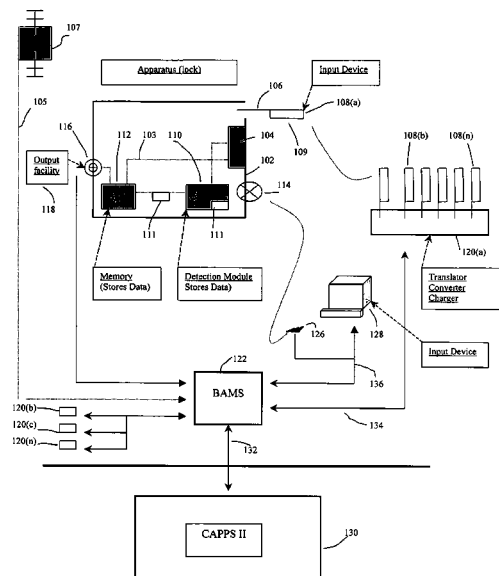 107
Apparatus (lock)
Input Device
105
106
108(a)
116
112
103
110
104
109
108(b)
108(n)
Output
facility
102
114
118
111
111
120(a)
Memory
(Stores Data)
Detection Module
Stores Data)
Translator
Converter
Charger
126
128
Input Device
122
BAMS
136
120(b)
120(c)
120(n)
134
132
CAPPS II
130